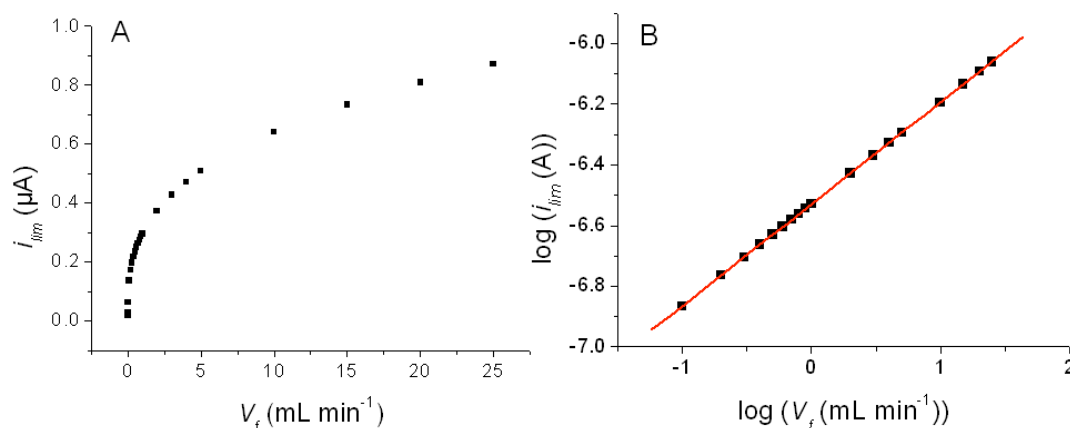 A
1.0
0.8
0.6
0.4
0.2
0.0
i_lim (µA)
0 5 10 15 20 25
V_f (mL min⁻¹)
B
-6.0
-6.2
-6.4
-6.6
-6.8
-7.0
log (i_lim (A))
-1 0 1 2
log (V_f (mL min⁻¹))